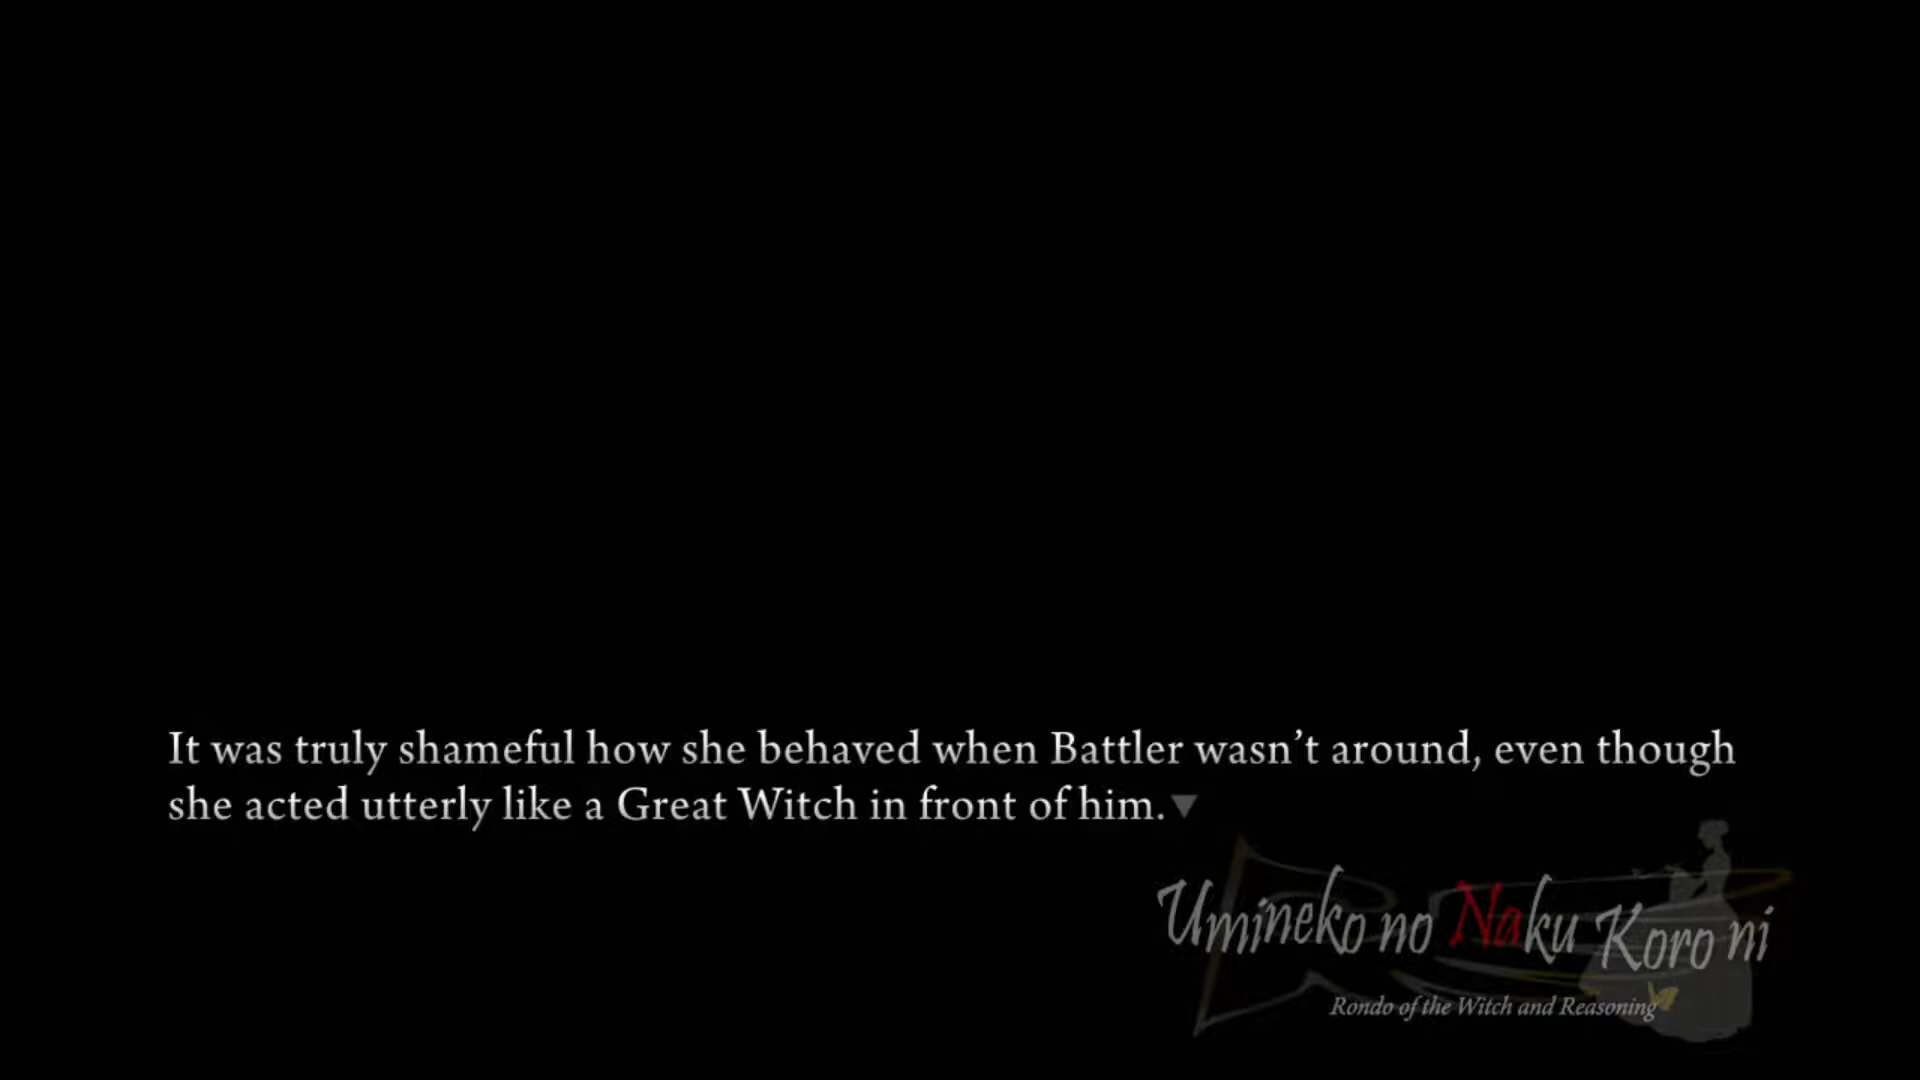 It was truly shameful how she behaved when Battler wasn’t around, even though
she acted utterly like a Great Witch in front of him.
Umineko no Naku Koro ni
Rondo of the Witch and Reasoning